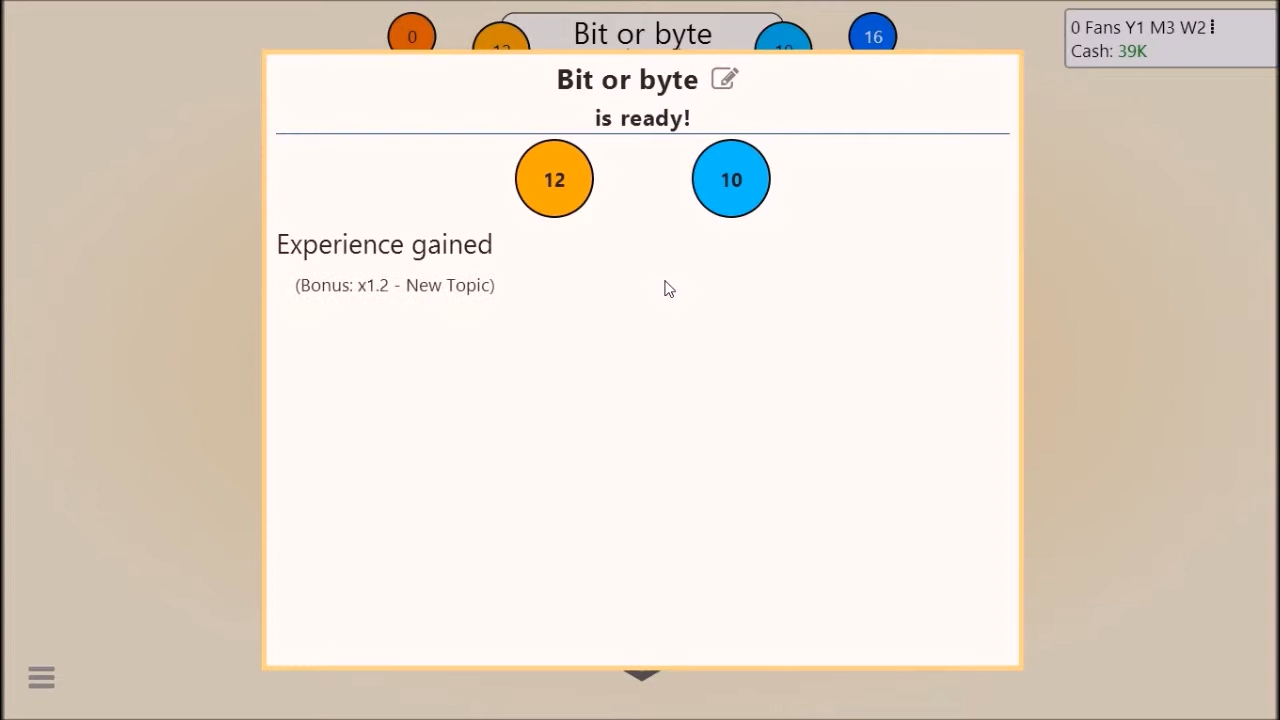 0
Bit or byte
16
0 Fans Y1 M3 W2
Cash: 39K
Bit or byte
is ready!
12
10
Experience gained
(Bonus: x1.2 - New Topic)